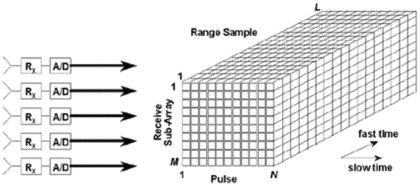 L
Range Sample
Rx A/D
Rx A/D
Rx A/D
Rx A/D
Rx A/D
1
1
Receive
Sub-Array
M
1
N
Pulse
fast time
slow time